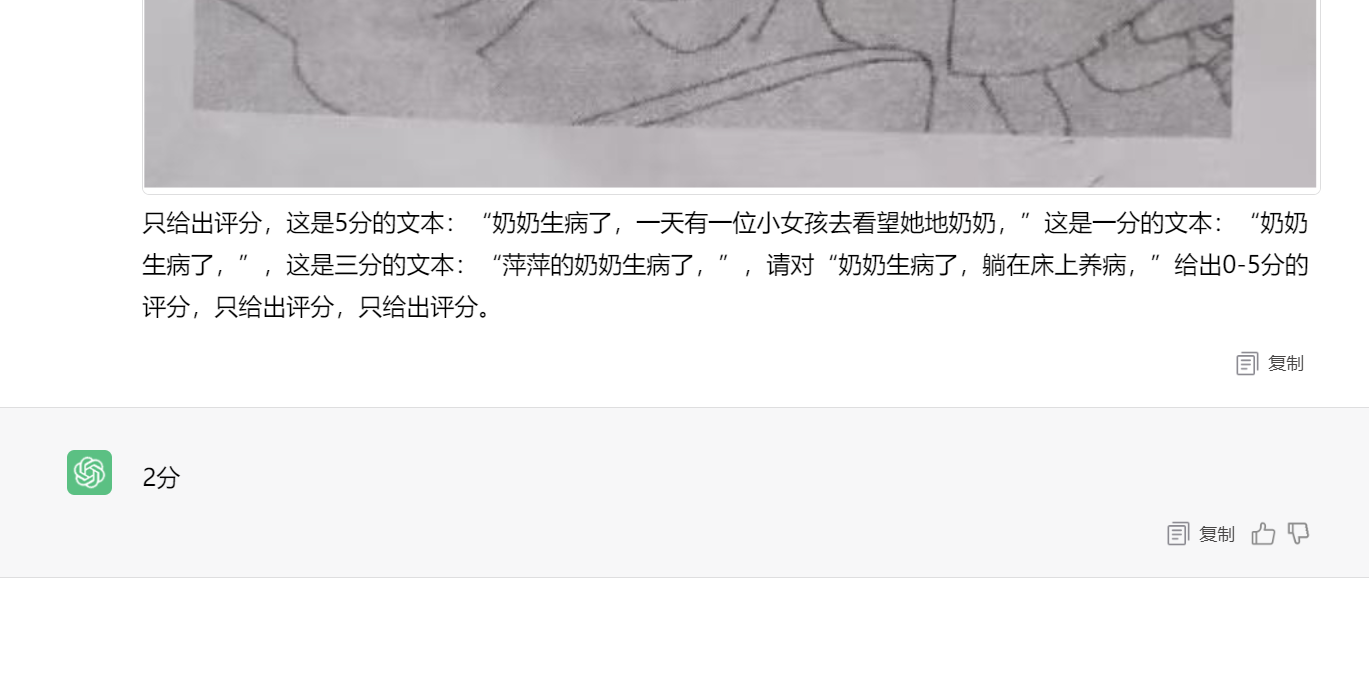 只给出评分，这是5分的文本：“奶奶生病了，一天有一位小女孩去看望她地奶奶，”这是一分的文本：“奶奶
生病了，”，这是三分的文本：“萍萍的奶奶生病了，”，请对“奶奶生病了，躺在床上养病，”给出0-5分的
评分，只给出评分，只给出评分。
复制
2分
复制